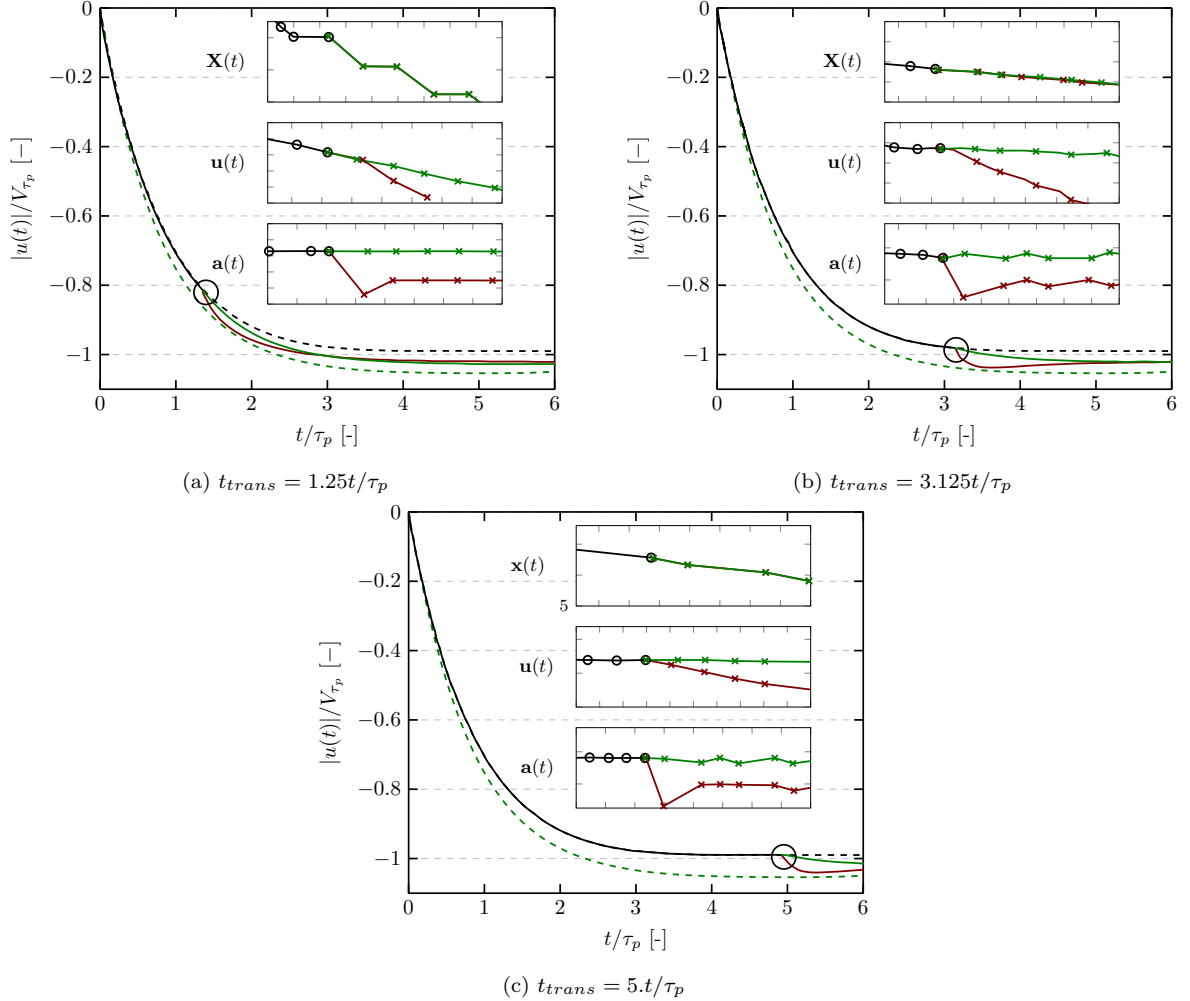 0
−0.2
−0.4
−0.6
−0.8
−1
|u(t)|/V_{τ_p} [−]
X(t)
u(t)
a(t)
0 1 2 3 4 5 6
t/τ_p [-]
(a) t_{trans} = 1.25t/τ_p
0
−0.2
−0.4
−0.6
−0.8
−1
|u(t)|/V_{τ_p} [−]
X(t)
u(t)
a(t)
0 1 2 3 4 5 6
t/τ_p [-]
(b) t_{trans} = 3.125t/τ_p
0
−0.2
−0.4
−0.6
−0.8
−1
|u(t)|/V_{τ_p} [−]
x(t)
5
u(t)
a(t)
0 1 2 3 4 5 6
t/τ_p [-]
(c) t_{trans} = 5.t/τ_p